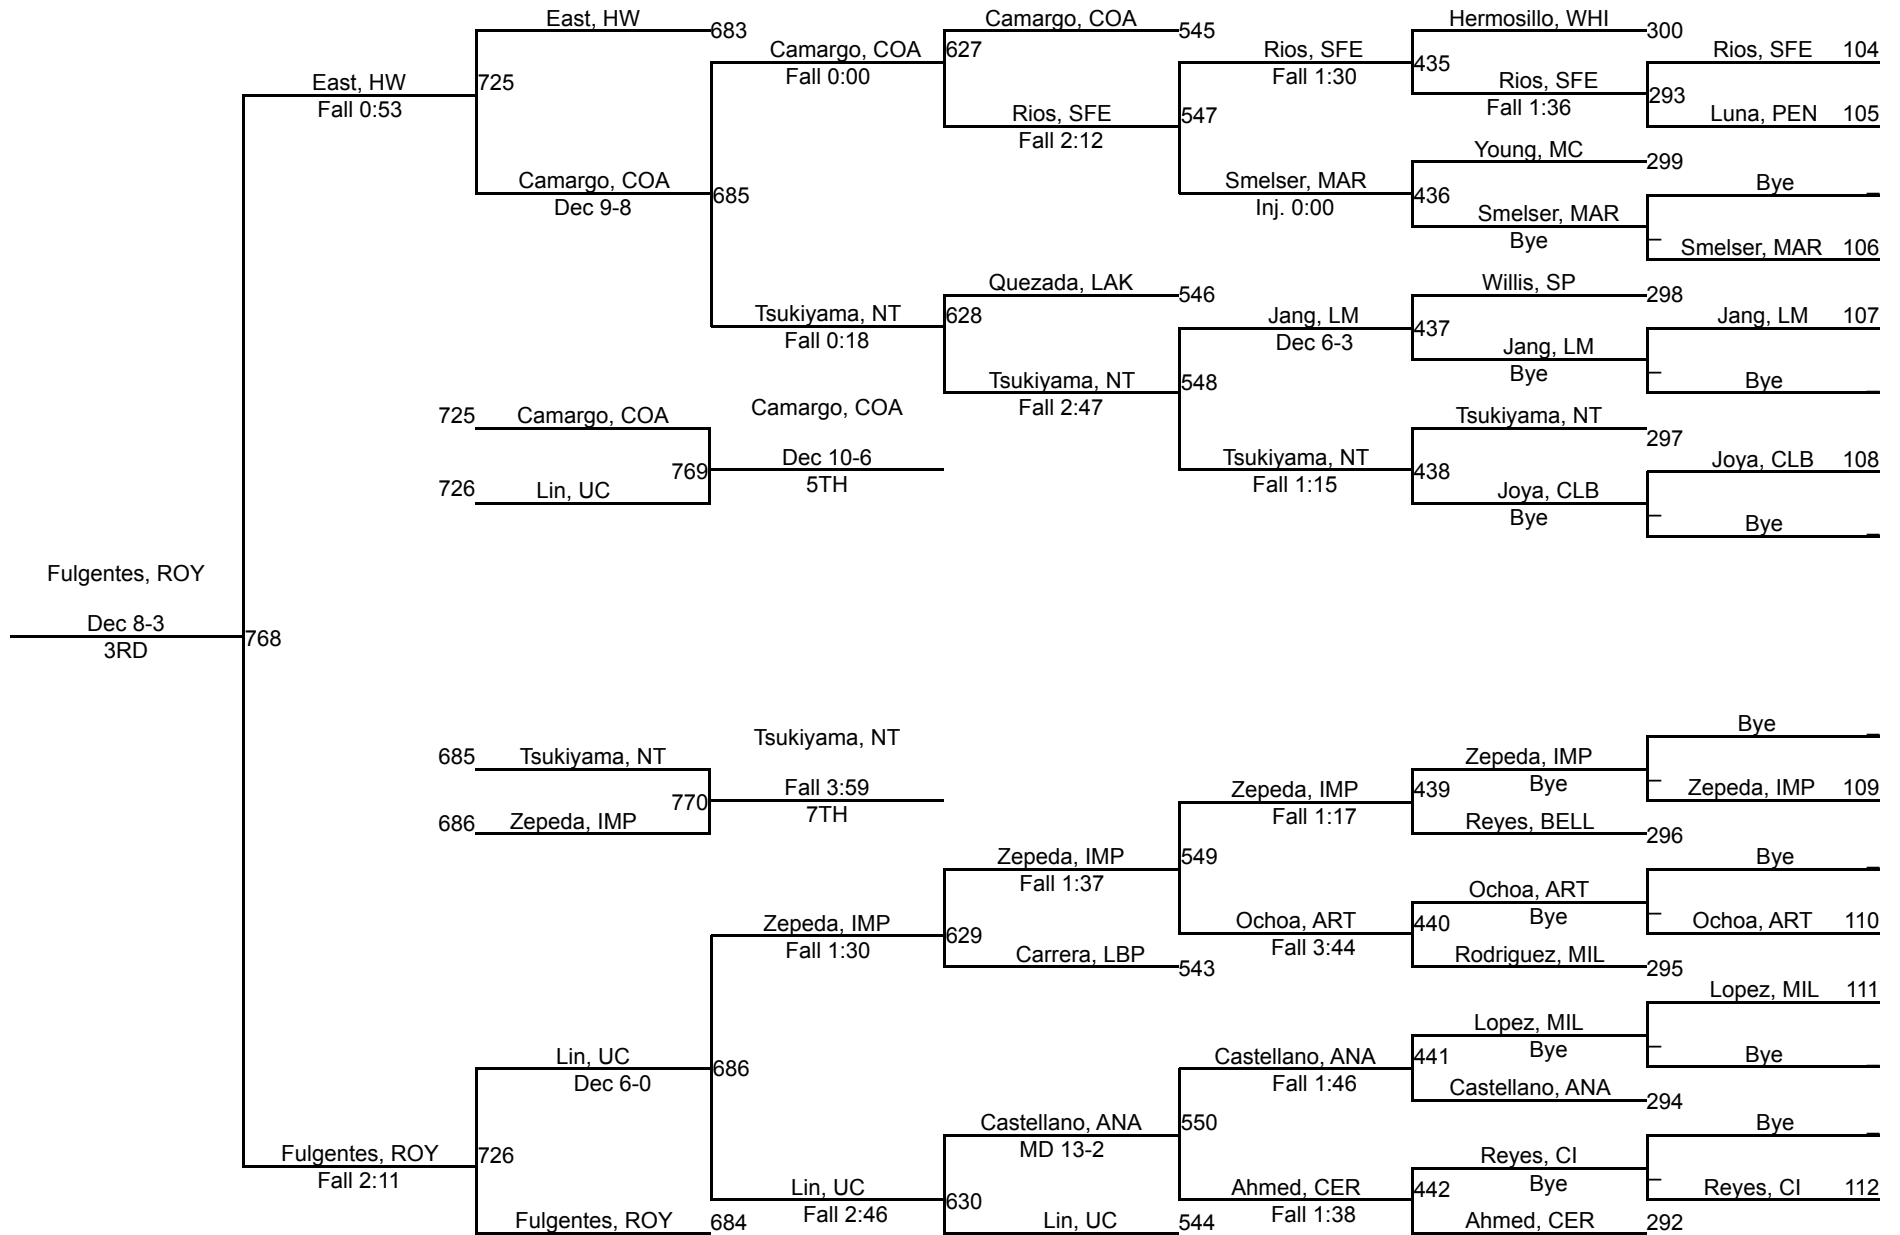 East, HW
683
Camargo, COA
545
Hermosillo, WHI
300
Rios, SFE 104
Camargo, COA
Fall 0:00
627
Rios, SFE
Fall 1:30
435
East, HW
Fall 0:53
725
Rios, SFE
Fall 1:36
293
Rios, SFE
Fall 2:12
547
Luna, PEN 105
Young, MC
299
Camargo, COA
Dec 9-8
685
Smelser, MAR
Inj. 0:00
436
Bye _
Smelser, MAR
Bye
_
Smelser, MAR 106
Quezada, LAK
546
Willis, SP
298
Tsukiyama, NT
Fall 0:18
628
Jang, LM
Dec 6-3
437
Jang, LM 107
Jang, LM
Bye
_
Tsukiyama, NT
Fall 2:47
548
Bye _
725 Camargo, COA
Camargo, COA
Tsukiyama, NT
297
769
Dec 10-6
5TH
Tsukiyama, NT
Fall 1:15
438
Joya, CLB 108
726 Lin, UC
Joya, CLB
Bye
_
Bye _
Fulgentes, ROY
Dec 8-3
3RD
768
Bye _
685 Tsukiyama, NT
Tsukiyama, NT
Zepeda, IMP
Bye
_
770
Fall 3:59
7TH
Zepeda, IMP
Fall 1:17
439
Zepeda, IMP 109
686 Zepeda, IMP
Reyes, BELL
296
Zepeda, IMP
Fall 1:37
549
Bye _
Ochoa, ART
Bye
_
Zepeda, IMP
Fall 1:30
629
Ochoa, ART
Fall 3:44
440
Ochoa, ART 110
Carrera, LBP
543
Rodriguez, MIL
295
Lopez, MIL 111
Lopez, MIL
Bye
_
Lin, UC
Dec 6-0
686
Castellano, ANA
Fall 1:46
441
Bye _
Castellano, ANA
294
Castellano, ANA
MD 13-2
550
Bye _
Fulgentes, ROY
Fall 2:11
726
Reyes, CI
Bye
_
Lin, UC
Fall 2:46
630
Ahmed, CER
Fall 1:38
442
Reyes, CI 112
Fulgentes, ROY
684
Lin, UC
544
Ahmed, CER
292